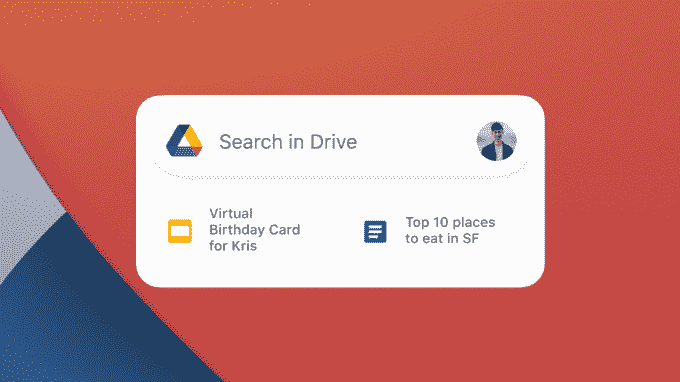 Search in Drive
Virtual
Birthday Card
for Kris
Top 10 places
to eat in SF